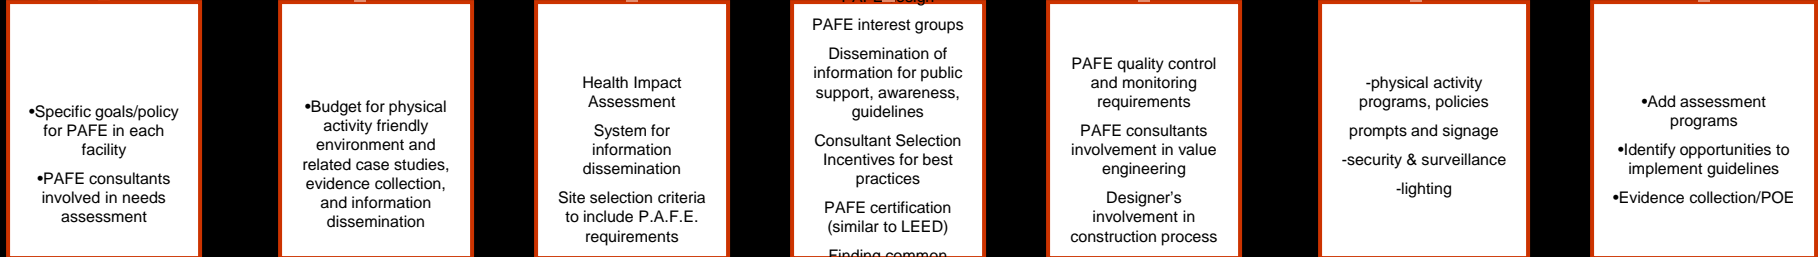 •Specific goals/policy
for PAFE in each
facility
•PAFE consultants
involved in needs
assessment
•Budget for physical
activity friendly
environment and
related case studies,
evidence collection,
and information
dissemination
Health Impact
Assessment
System for
information
dissemination
Site selection criteria
to include P.A.F.E.
requirements
PAFE interest groups
Dissemination of
information for public
support, awareness,
guidelines
Consultant Selection
Incentives for best
practices
PAFE certification
(similar to LEED)
Finding common
PAFE quality control
and monitoring
requirements
PAFE consultants
involvement in value
engineering
Designer's
involvement in
construction process
-physical activity
programs, policies
prompts and signage
-security & surveillance
-lighting
•Add assessment
programs
•Identify opportunities to
implement guidelines
•Evidence collection/POE